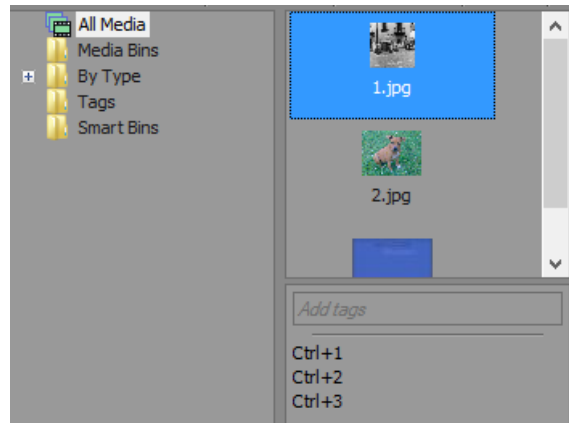 All Media
Media Bins
By Type
Tags
Smart Bins
1.jpg
2.jpg
Add tags
Ctrl+1
Ctrl+2
Ctrl+3